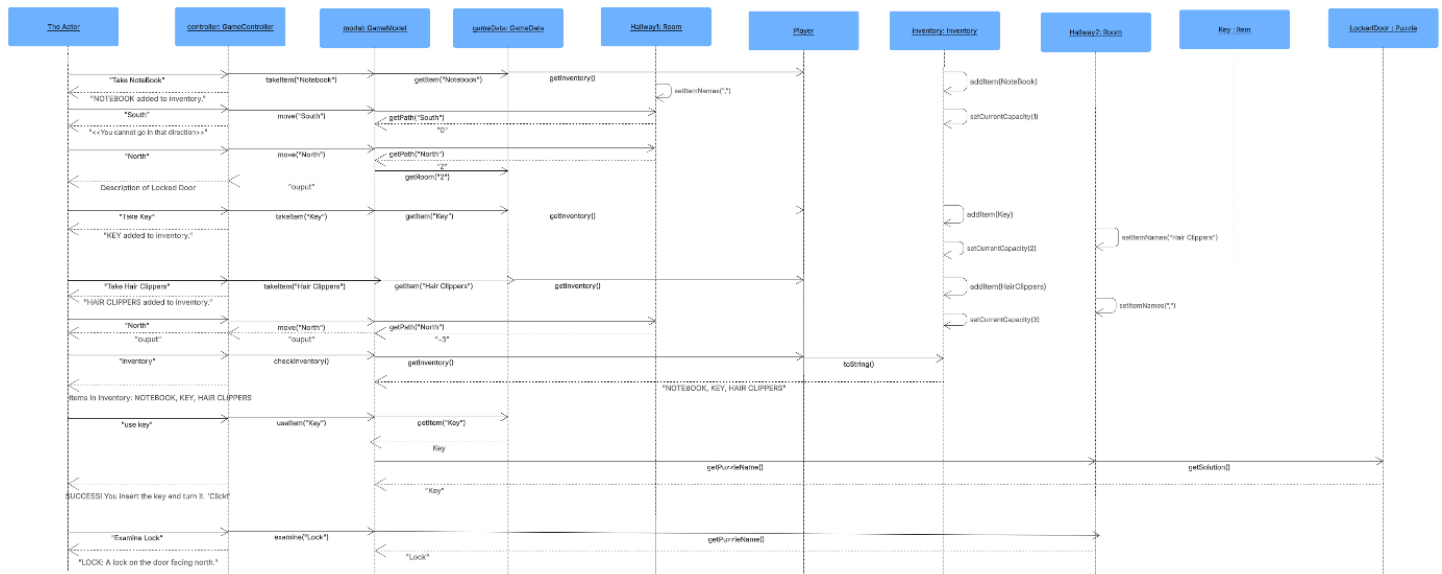 The Actor
controller: GameController
model: GameModel
gameData: GameData
Hallway1: Room
Player
Inventory: Inventory
Hallway2: Room
Key : Item
LockedDoor : Puzzle
"Take NoteBook"
takeItem("Notebook")
getItem("Notebook")
getInventory()
addItem(NoteBook)
"NOTEBOOK added to inventory."
setItemNames(",")
"South"
move("South")
getPath("South")
setCurrentCapacity(1)
"<<You cannot go in that direction>>"
"0"
"North"
move("North")
getPath("North")
"2"
getRoom("2")
Description of Locked Door
"ouput"
"Take Key"
takeItem("Key")
getItem("Key")
getInventory()
addItem(Key)
"KEY added to inventory."
setItemNames("Hair Clippers")
setCurrentCapacity(2)
"Take Hair Clippers"
takeItem("Hair Clippers")
getItem("Hair Clippers")
getInventory()
addItem(HairClippers)
"HAIR CLIPPERS added to inventory."
setItemNames(",")
"North"
move("North")
getPath("North")
setCurrentCapacity(3)
"ouput"
"ouput"
"-3"
"Inventory"
checkInventory()
getInventory()
toString()
"NOTEBOOK, KEY, HAIR CLIPPERS"
Items in Inventory: NOTEBOOK, KEY, HAIR CLIPPERS
"use key"
useItem("Key")
getItem("Key")
Key
getPuzzleName()
getSolution()
"Key"
SUCCESS! You insert the key and turn it. 'Click!'
"Examine Lock"
examine("Lock")
getPuzzleName()
"Lock"
"LOCK: A lock on the door facing north."